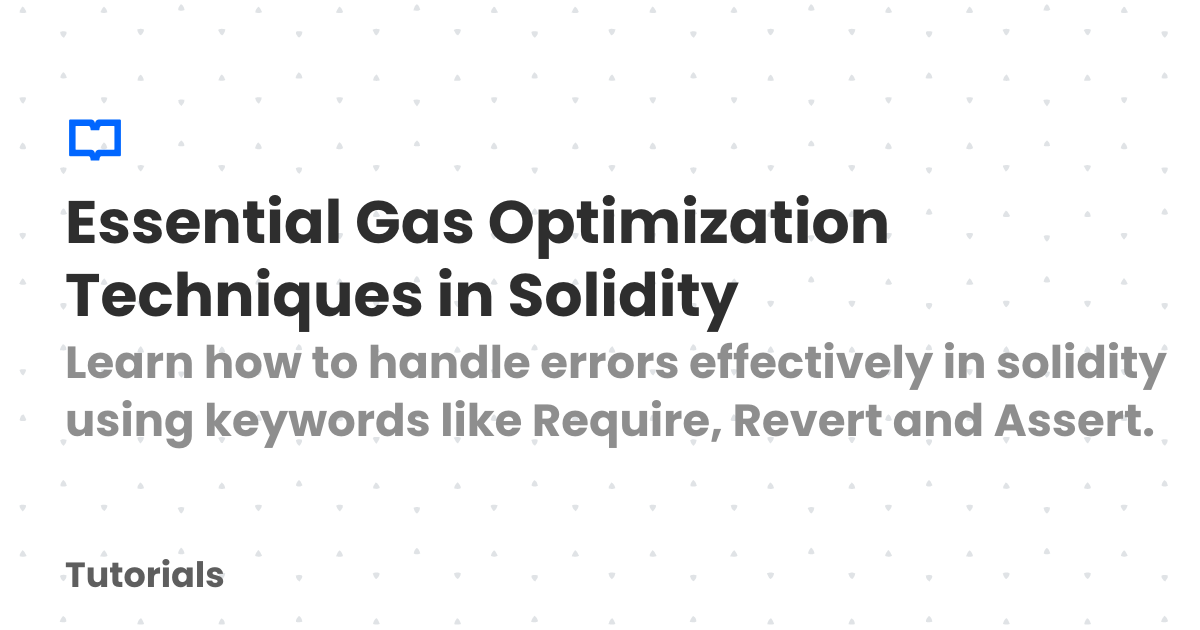 Essential Gas Optimization
Techniques in Solidity
Learn how to handle errors effectively in solidity
using keywords like Require, Revert and Assert.
Tutorials